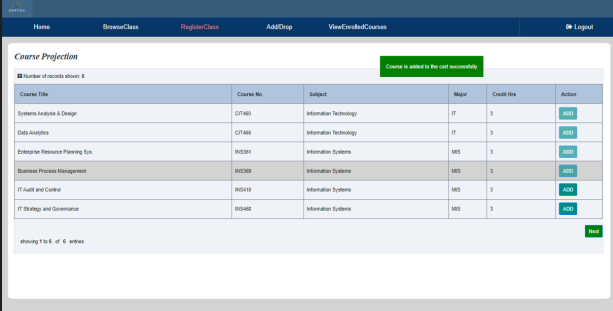 Home BrowseClass RegisterClass Add/Drop ViewEnrolledCourses Logout
Course Projection
Course is added to the cart successfully
Number of records shown: 6
Course Title Course No Subject Major Credit Hrs Action
Systems Analysis & Design CIT460 Information Technology IT 3 ADD
Data Analytics CIT466 Information Technology IT 3 ADD
Enterprise Resource Planning Sys. INS361 Information Systems MIS 3 ADD
Business Process Management INS380 Information Systems MIS 3 ADD
IT Audit and Control INS410 Information Systems MIS 3 ADD
IT Strategy and Governance INS468 Information Systems MIS 3 ADD
Next
showing 1 to 6 of 6 entries